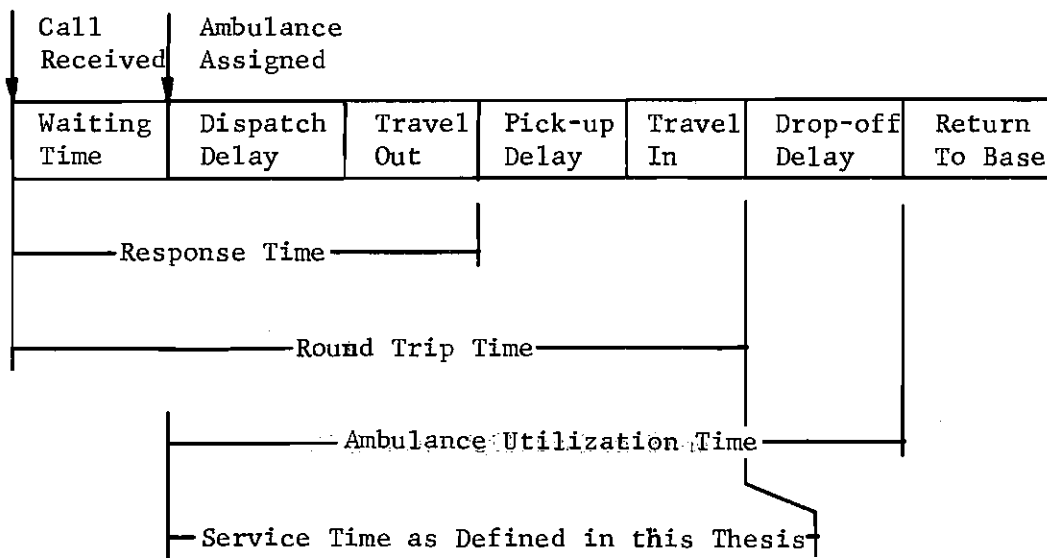 Call Received
Ambulance Assigned
Waiting Time
Dispatch Delay
Travel Out
Pick-up Delay
Travel In
Drop-off Delay
Return To Base
Response Time
Round Trip Time
Ambulance Utilization Time
Service Time as Defined in this Thesis